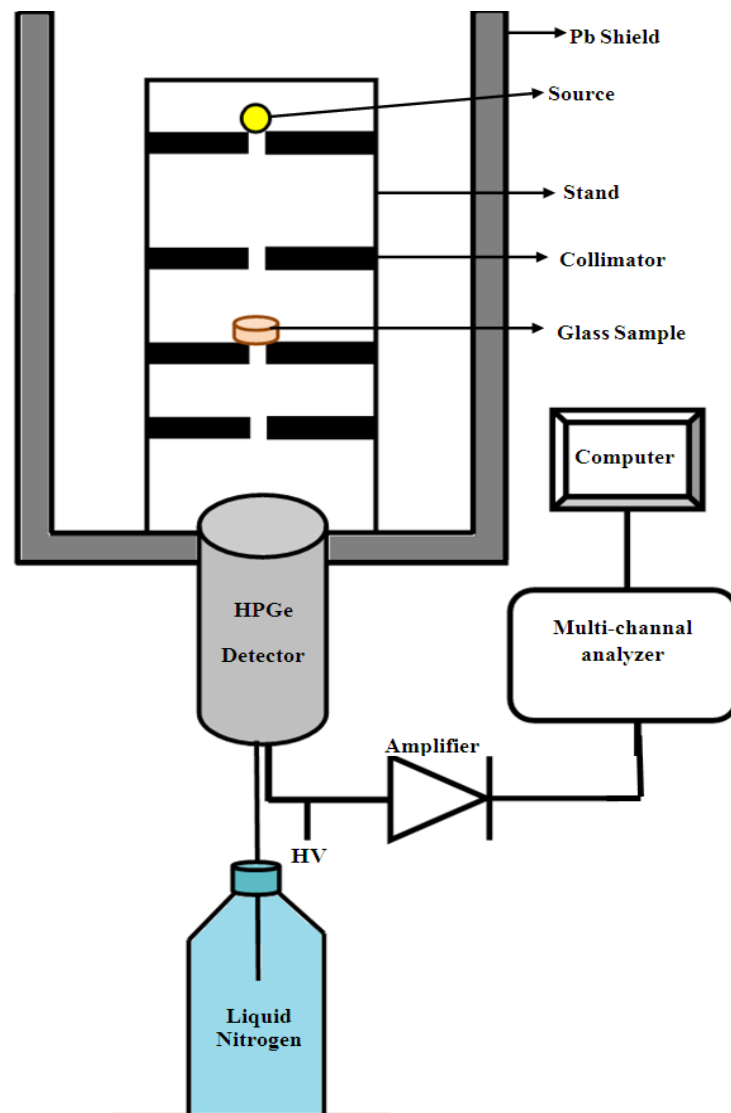 Pb Shield
Source
Stand
Collimator
Glass Sample
Computer
HPGe
Detector
Multi-channal
analyzer
Amplifier
HV
Liquid
Nitrogen